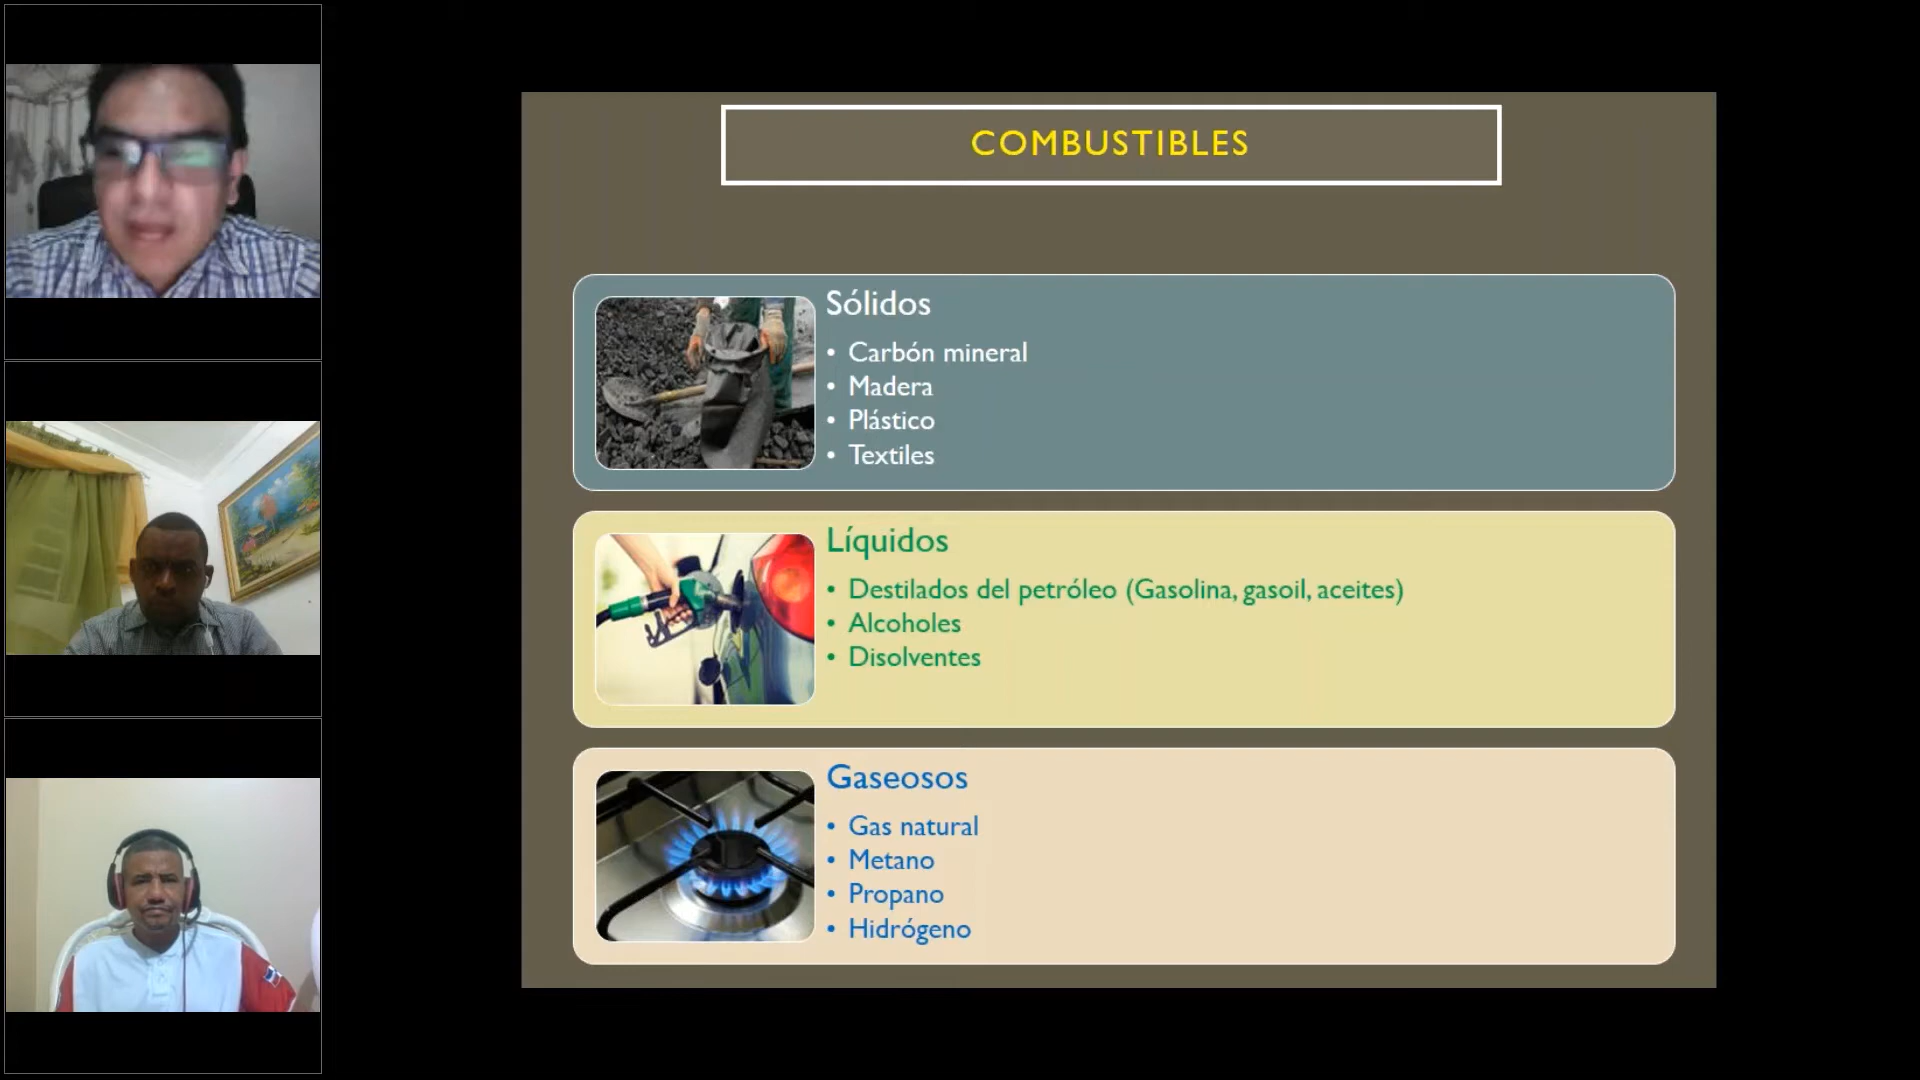 COMBUSTIBLES
Sólidos
• Carbón mineral
• Madera
• Plástico
• Textiles
Líquidos
• Destilados del petróleo (Gasolina, gasoil, aceites)
• Alcoholes
• Disolventes
Gaseosos
• Gas natural
• Metano
• Propano
• Hidrógeno